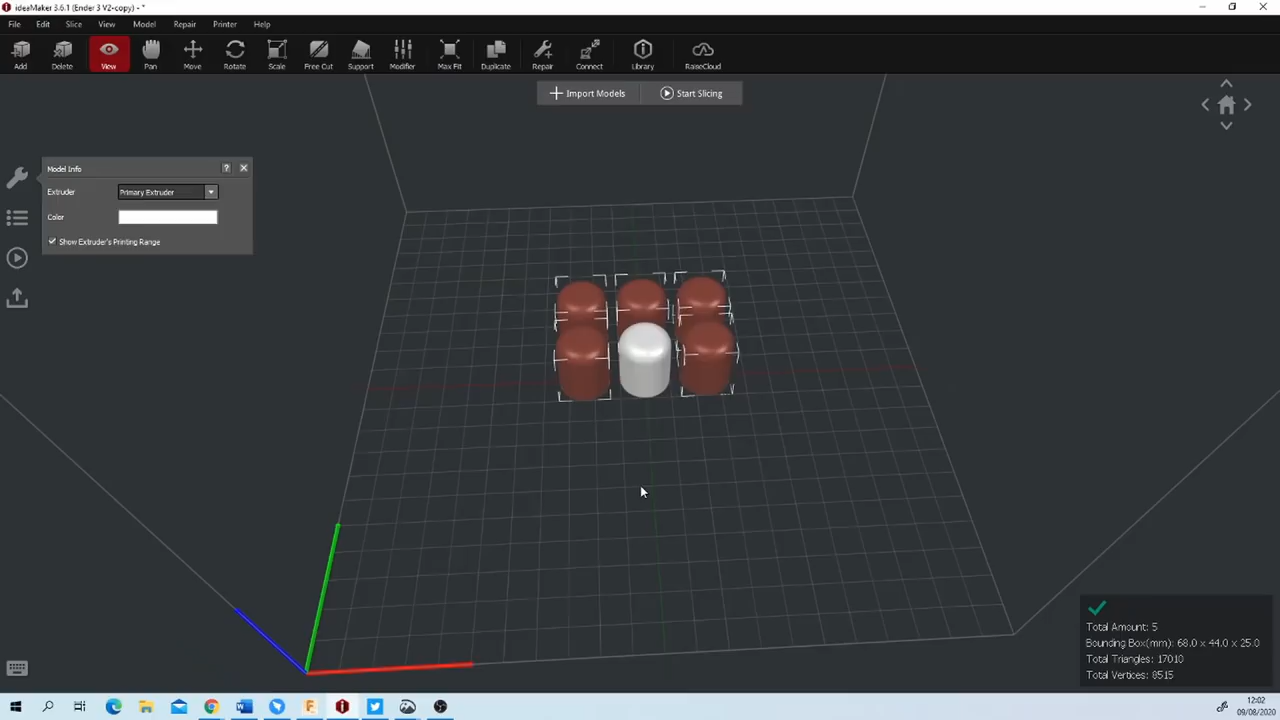 ideaMaker 3.6.1 (Ender 3 V2-copy) - *
File Edit Slice View Model Repair Printer Help
Add Delete View Pan Move Rotate Scale Free Cut Support Modifier Max Fit Duplicate Repair Connect Library RaiseCloud
Import Models Start Slicing
Model Info ?
Extruder Primary Extruder
Color
Show Extruder's Printing Range
Total Amount: 5
Bounding Box(mm): 68.0 x 44.0 x 25.0
Total Triangles: 17010
Total Vertices: 8515
12:02
09/08/2020